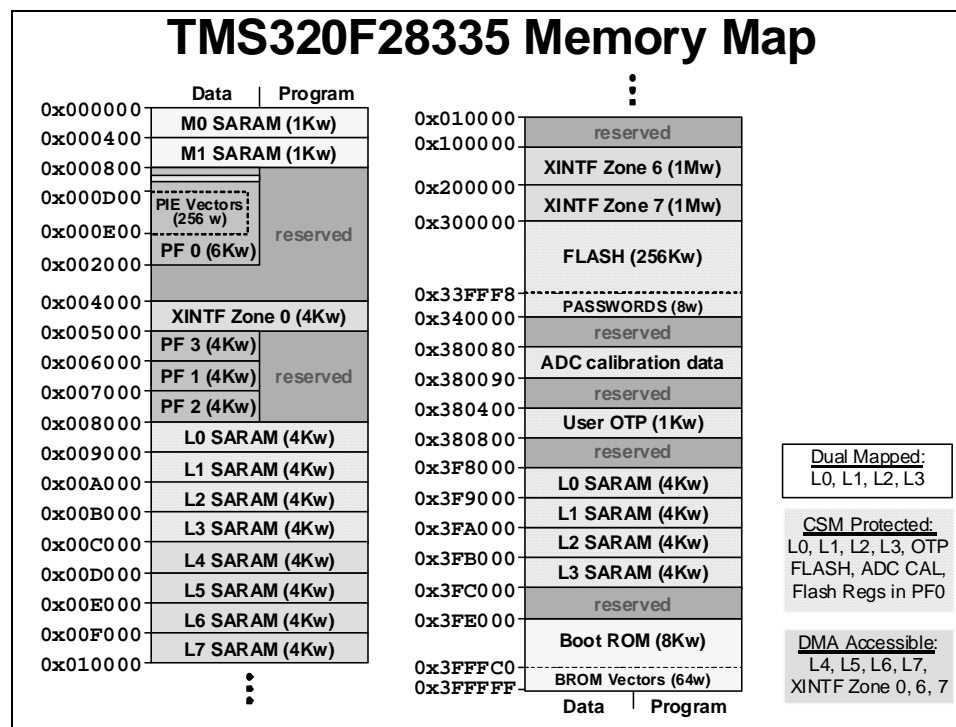 TMS320F28335 Memory Map
Data Program
0x000000
M0 SARAM (1Kw)
0x000400
M1 SARAM (1Kw)
0x000800
0x000D00
PIE Vectors
(256 w)
reserved
0x000E00
PF 0 (6Kw)
0x002000
0x004000
XINTF Zone 0 (4Kw)
0x005000
PF 3 (4Kw)
0x006000
PF 1 (4Kw)
reserved
0x007000
PF 2 (4Kw)
0x008000
L0 SARAM (4Kw)
0x009000
L1 SARAM (4Kw)
0x00A000
L2 SARAM (4Kw)
0x00B000
L3 SARAM (4Kw)
0x00C000
L4 SARAM (4Kw)
0x00D000
L5 SARAM (4Kw)
0x00E000
L6 SARAM (4Kw)
0x00F000
L7 SARAM (4Kw)
0x010000
0x010000
reserved
0x100000
XINTF Zone 6 (1Mw)
0x200000
XINTF Zone 7 (1Mw)
0x300000
FLASH (256Kw)
0x33FFF8
PASSWORDS (8w)
0x340000
reserved
0x380080
ADC calibration data
0x380090
reserved
0x380400
User OTP (1Kw)
0x380800
reserved
0x3F8000
L0 SARAM (4Kw)
0x3F9000
L1 SARAM (4Kw)
0x3FA000
L2 SARAM (4Kw)
0x3FB000
L3 SARAM (4Kw)
0x3FC000
reserved
0x3FE000
Boot ROM (8Kw)
0x3FFFC0
BROM Vectors (64w)
0x3FFFFF
Data Program
Dual Mapped:
L0, L1, L2, L3
CSM Protected:
L0, L1, L2, L3, OTP
FLASH, ADC CAL,
Flash Regs in PF0
DMA Accessible:
L4, L5, L6, L7,
XINTF Zone 0, 6, 7